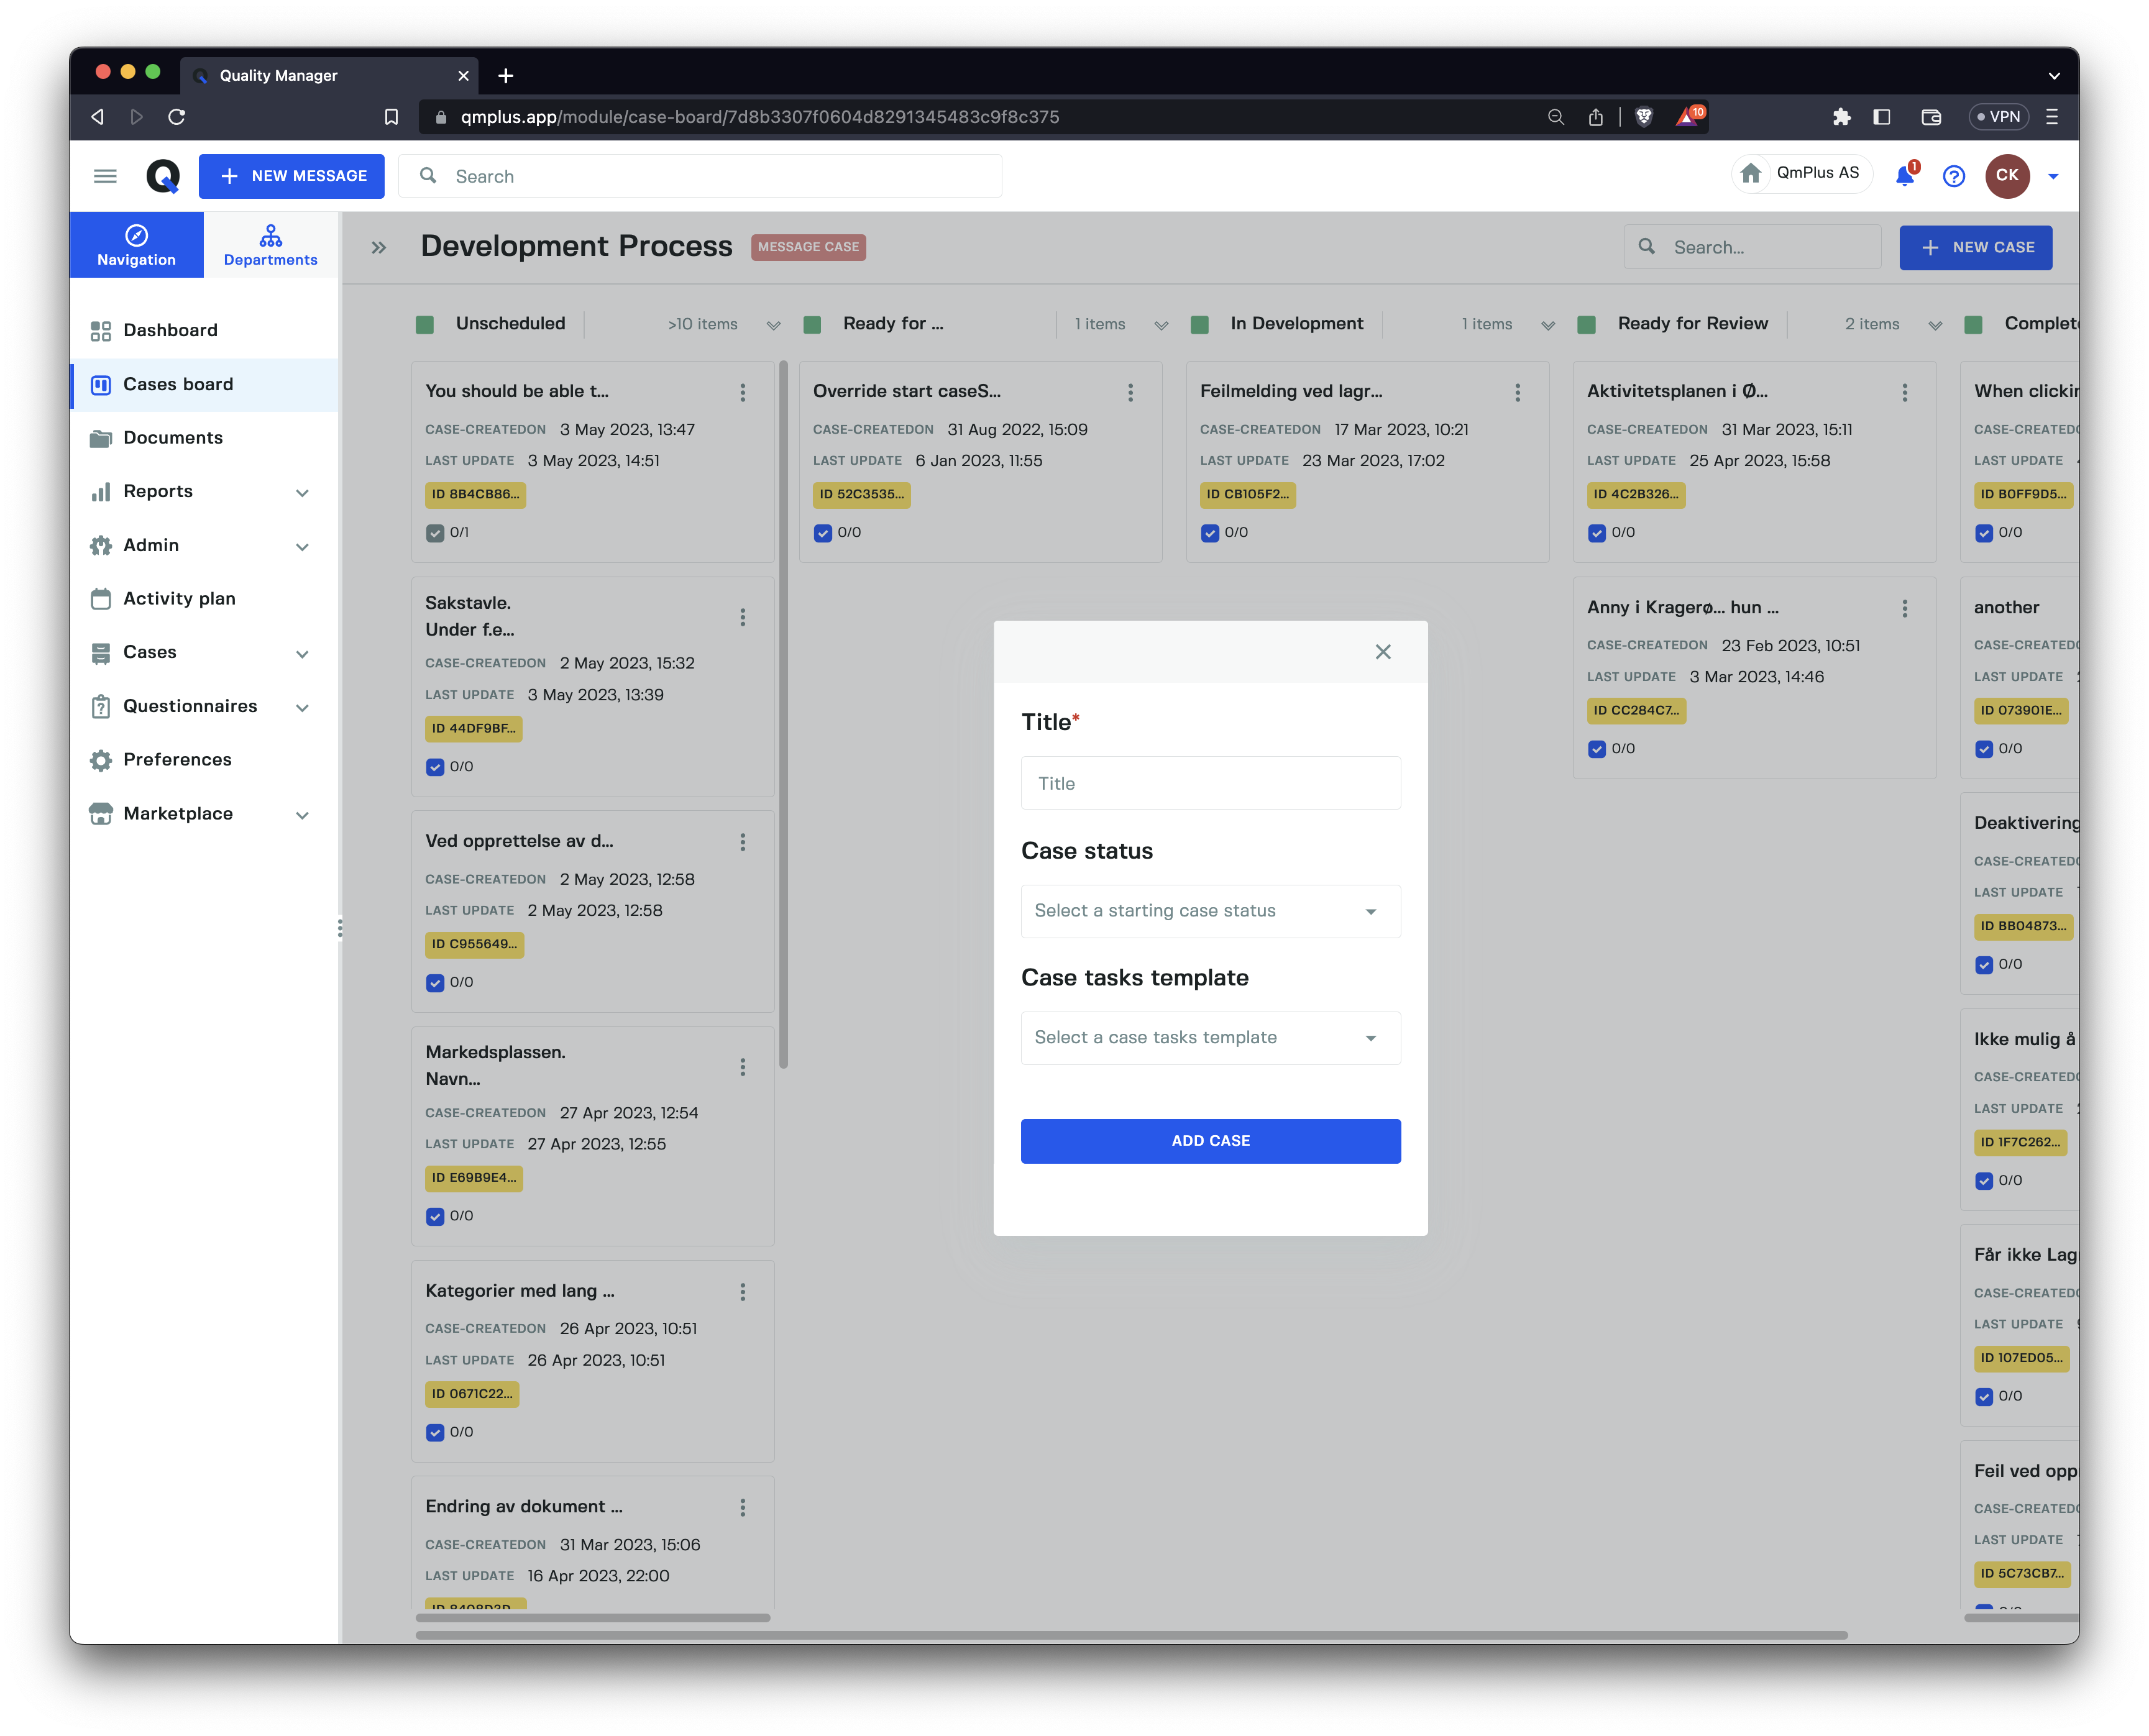 Quality Manager
qmplus.app/module/case-board/7d8b3307f0604d8291345483c9f8c375
10
VPN
NEW MESSAGE
Search
QmPlus AS
1
CK
Navigation
Departments
Development Process
MESSAGE CASE
Search...
NEW CASE
Dashboard
Cases board
Documents
Reports
Admin
Activity plan
Cases
Questionnaires
Preferences
Marketplace
Unscheduled
>10 items
You should be able t...
CASE-CREATEDON 3 May 2023, 13:47
LAST UPDATE 3 May 2023, 14:51
ID 8B4CB86...
0/1
Sakstavle.
Under f.e...
CASE-CREATEDON 2 May 2023, 15:32
LAST UPDATE 3 May 2023, 13:39
ID 44DF9BF...
0/0
Ved opprettelse av d...
CASE-CREATEDON 2 May 2023, 12:58
LAST UPDATE 2 May 2023, 12:58
ID C955649...
0/0
Markedsplassen.
Navn...
CASE-CREATEDON 27 Apr 2023, 12:54
LAST UPDATE 27 Apr 2023, 12:55
ID E69B9E4...
0/0
Kategorier med lang ...
CASE-CREATEDON 26 Apr 2023, 10:51
LAST UPDATE 26 Apr 2023, 10:51
ID 0671C22...
0/0
Endring av dokument ...
CASE-CREATEDON 31 Mar 2023, 15:06
LAST UPDATE 16 Apr 2023, 22:00
Ready for ...
1 items
Override start caseS...
CASE-CREATEDON 31 Aug 2022, 15:09
LAST UPDATE 6 Jan 2023, 11:55
ID 52C3535...
0/0
In Development
1 items
Feilmelding ved lagr...
CASE-CREATEDON 17 Mar 2023, 10:21
LAST UPDATE 23 Mar 2023, 17:02
ID CB105F2...
0/0
Ready for Review
2 items
Aktivitetsplanen i Ø...
CASE-CREATEDON 31 Mar 2023, 15:11
LAST UPDATE 25 Apr 2023, 15:58
ID 4C2B326...
0/0
Anny i Kragerø... hun ...
CASE-CREATEDON 23 Feb 2023, 10:51
LAST UPDATE 3 Mar 2023, 14:46
ID CC284C7...
0/0
Complet
When clickin
CASE-CREATEDO
LAST UPDATE
ID B0FF9D5...
0/0
another
CASE-CREATEDO
LAST UPDATE
ID 073901E...
0/0
Deaktivering
CASE-CREATEDO
LAST UPDATE
ID BB04873...
0/0
Ikke mulig å
CASE-CREATEDO
LAST UPDATE
ID 1F7C262...
0/0
Får ikke Lag
CASE-CREATEDO
LAST UPDATE
ID 107ED05...
0/0
Feil ved opp
CASE-CREATEDO
LAST UPDATE
ID 5C73CB7...
Title*
Title
Case status
Select a starting case status
Case tasks template
Select a case tasks template
ADD CASE